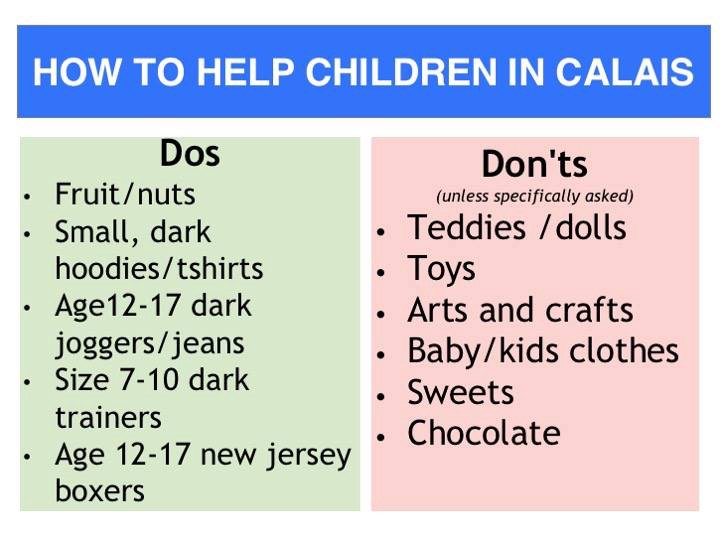 HOW TO HELP CHILDREN IN CALAIS
Dos
• Fruit/nuts
• Small, dark
hoodies/tshirts
• Age12-17 dark
joggers/jeans
• Size 7-10 dark
trainers
• Age 12-17 new jersey
boxers
Don'ts
(unless specifically asked)
• Teddies /dolls
• Toys
• Arts and crafts
• Baby/kids clothes
• Sweets
• Chocolate